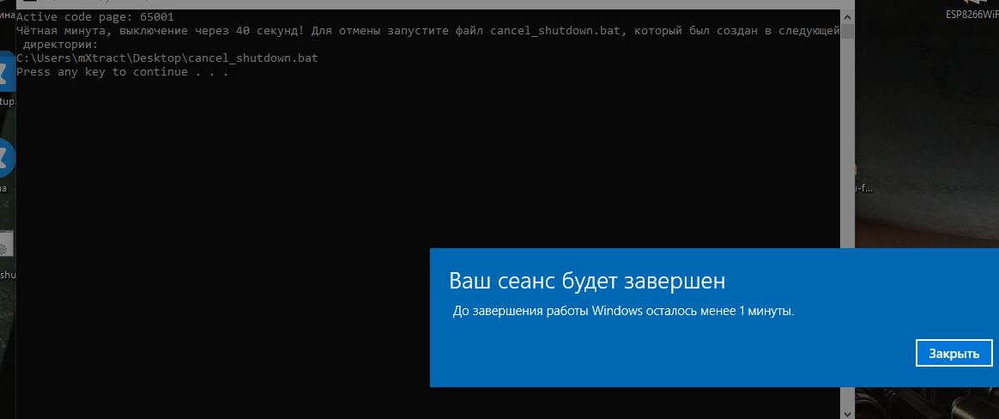 Active code page: 65001
Чётная минута, выключение через 40 секунд! Для отмены запустите файл cancel_shutdown.bat, который был создан в следующей
директории:
C:\Users\mXtract\Desktop\cancel_shutdown.bat
Press any key to continue . . .
ESP8266WiF
tup
на
u-f...
shu
Ваш сеанс будет завершен
До завершения работы Windows осталось менее 1 минуты.
Закрыть